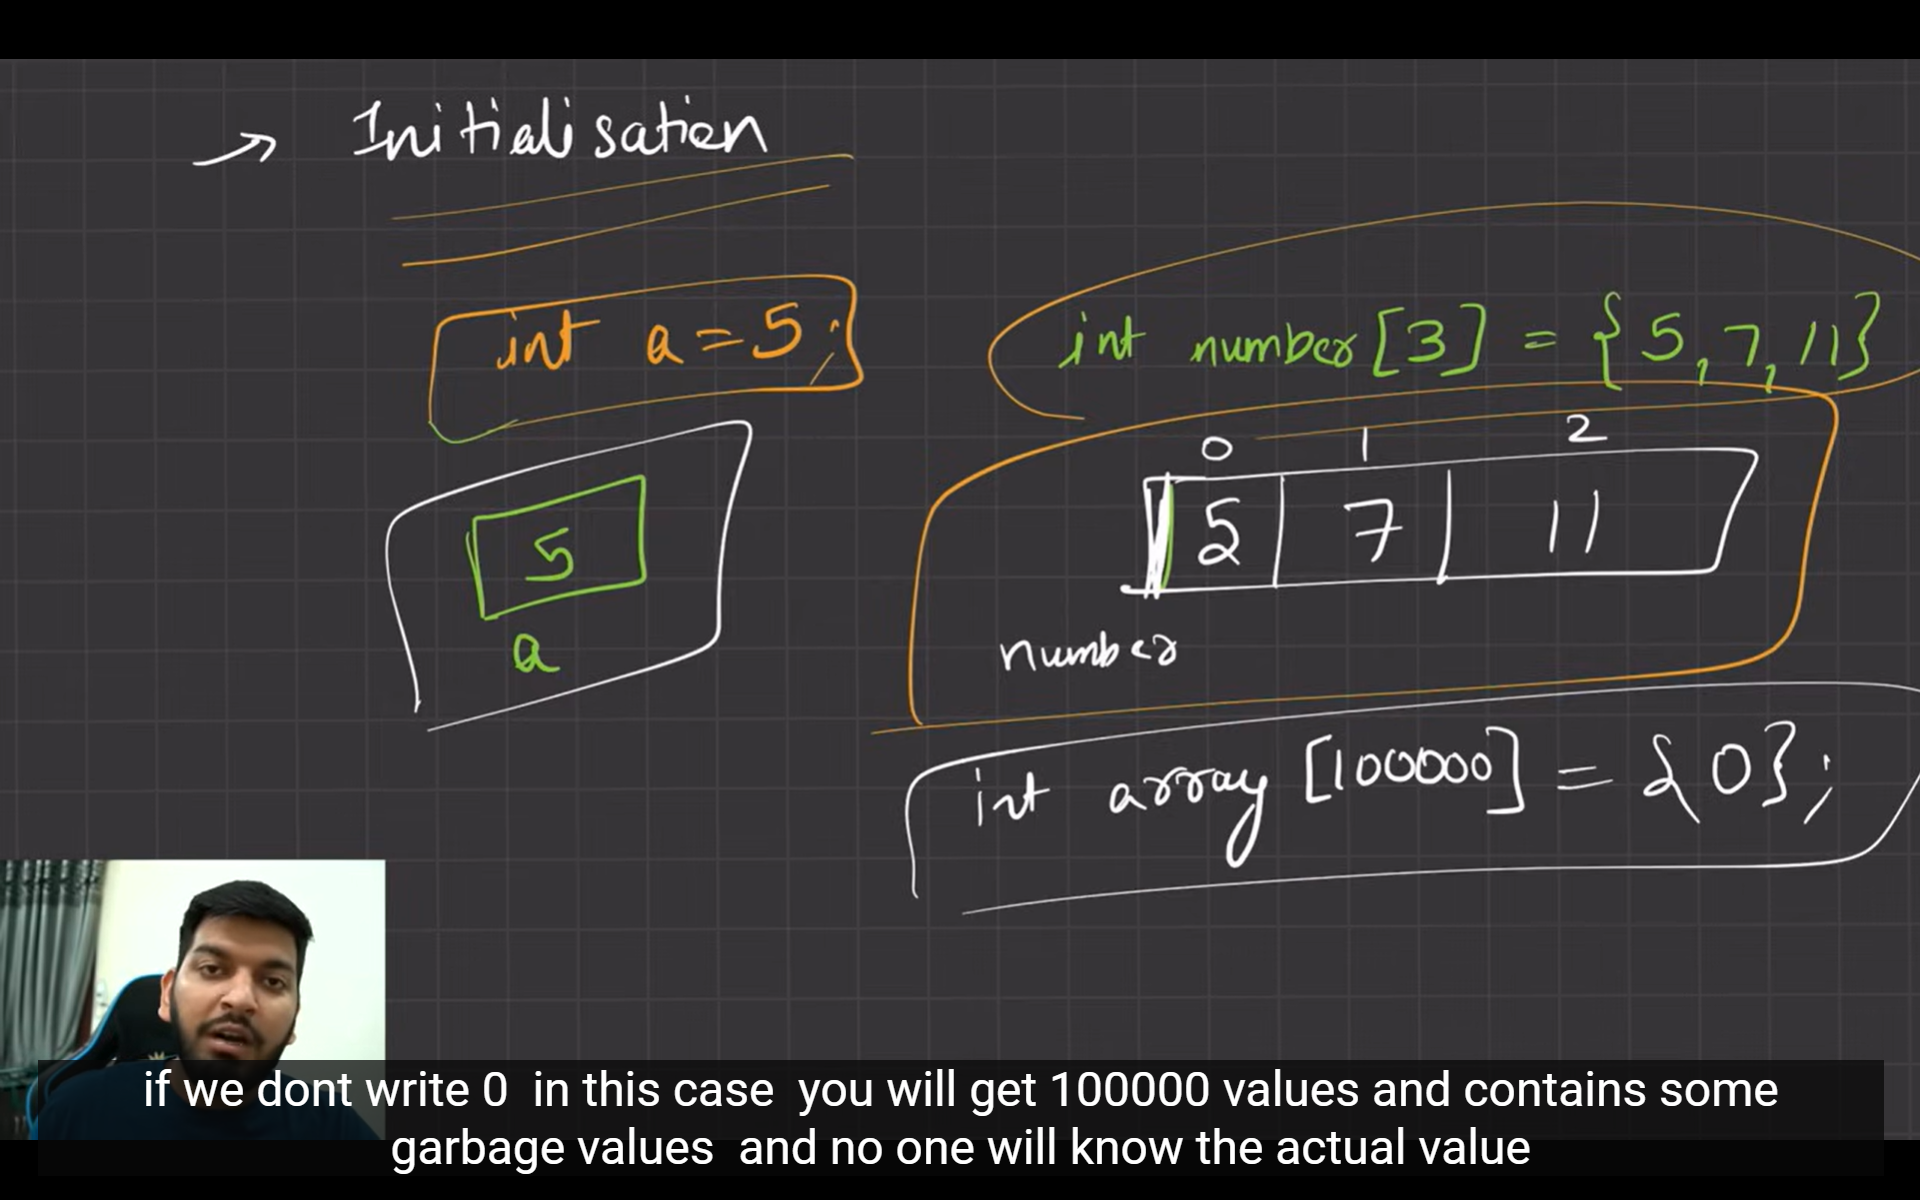 → Initialisation
int a = 5;
int number[3] = {5, 7, 11}
0 1 2
5 7 11
5
a
number
int array [100000] = {0};
if we dont write 0 in this case you will get 100000 values and contains some
garbage values and no one will know the actual value